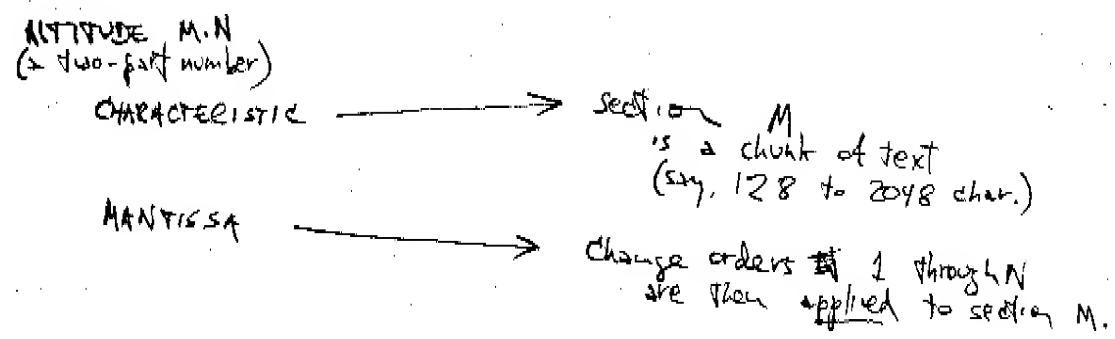 ALTITUDE M.N
(a two-part number)
CHARACTERISTIC
section M
is a chunk of text
(say, 128 to 2048 char.)
MANTISSA
Change orders 1 through N
are then applied to section M.